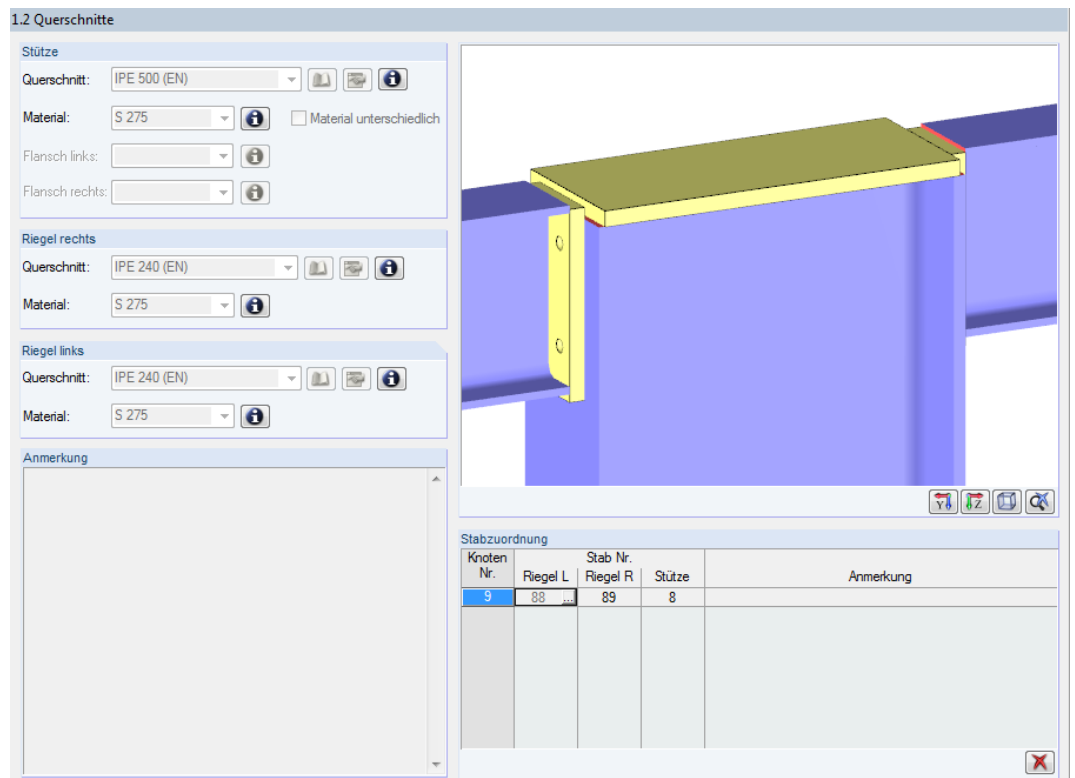 1.2 Querschnitte
Stütze
Querschnitt: IPE 500 (EN)
Material: S 275 Material unterschiedlich
Flansch links:
Flansch rechts:
Riegel rechts
Querschnitt: IPE 240 (EN)
Material: S 275
Riegel links
Querschnitt: IPE 240 (EN)
Material: S 275
Anmerkung
Y Z
Stabzuordnung
Knoten Stab Nr.
Nr. Riegel L Riegel R Stütze Anmerkung
9 88 ... 89 8